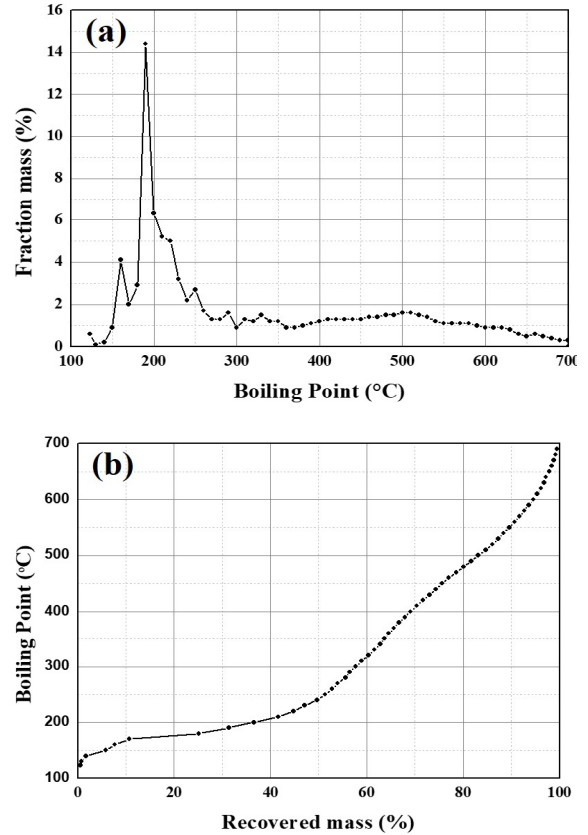 (a)
16
14
12
10
8
6
4
2
0
Fraction mass (%)
100 200 300 400 500 600 700
Boiling Point (°C)
(b)
700
600
500
400
300
200
100
Boiling Point (°C)
0 20 40 60 80 100
Recovered mass (%)